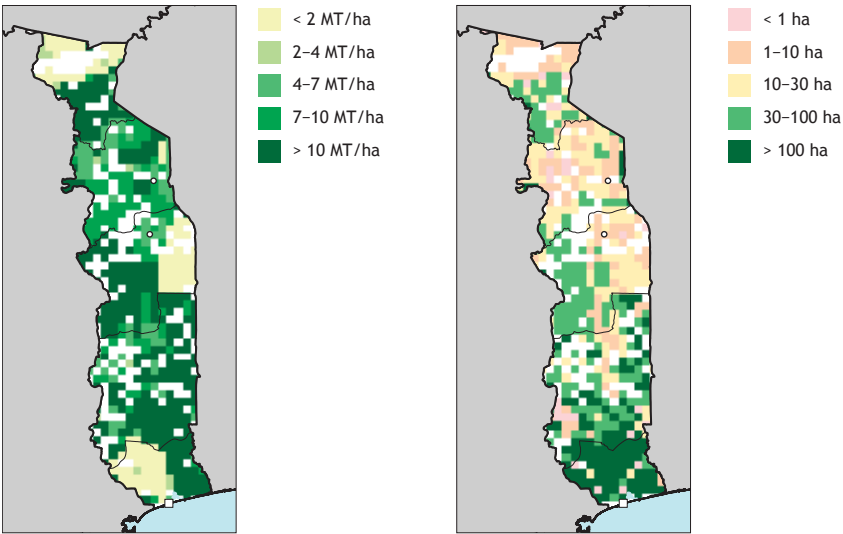 < 2 MT/ha
2–4 MT/ha
4–7 MT/ha
7–10 MT/ha
> 10 MT/ha
< 1 ha
1–10 ha
10–30 ha
30–100 ha
> 100 ha